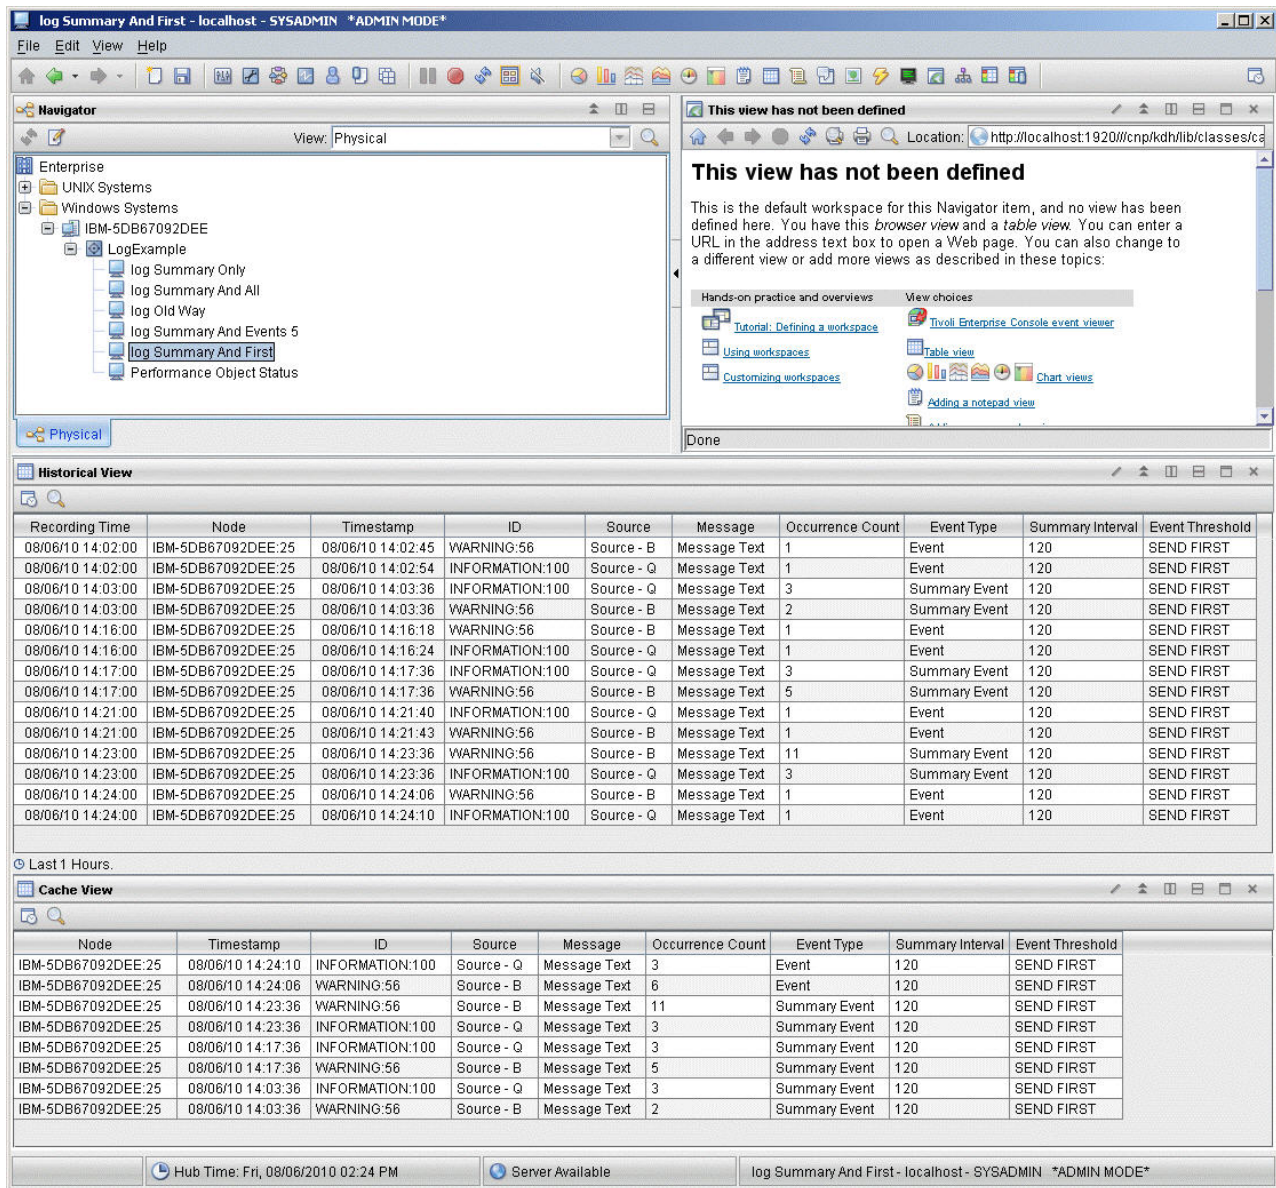 log Summary And First - localhost - SYSADMIN *ADMIN MODE*
File Edit View Help
Navigator
View: Physical
Enterprise
UNIX Systems
Windows Systems
IBM-5DB67092DEE
LogExample
log Summary Only
log Summary And All
log Old Way
log Summary And Events 5
log Summary And First
Performance Object Status
Physical
This view has not been defined
Location: http://localhost:1920///cnp/kdh/lib/classes/ca
This view has not been defined
This is the default workspace for this Navigator item, and no view has been
defined here. You have this browser view and a table view. You can enter a
URL in the address text box to open a Web page. You can also change to
a different view or add more views as described in these topics:
Hands-on practice and overviews View choices
Tutorial: Defining a workspace Tivoli Enterprise Console event viewer
Using workspaces Table view
Customizing workspaces Chart views
Adding a notepad view
Done
Historical View
Recording Time Node Timestamp ID Source Message Occurrence Count Event Type Summary Interval Event Threshold
08/06/10 14:02:00 IBM-5DB67092DEE:25 08/06/10 14:02:45 WARNING:56 Source - B Message Text 1 Event 120 SEND FIRST
08/06/10 14:02:00 IBM-5DB67092DEE:25 08/06/10 14:02:54 INFORMATION:100 Source - Q Message Text 1 Event 120 SEND FIRST
08/06/10 14:03:00 IBM-5DB67092DEE:25 08/06/10 14:03:36 INFORMATION:100 Source - Q Message Text 3 Summary Event 120 SEND FIRST
08/06/10 14:03:00 IBM-5DB67092DEE:25 08/06/10 14:03:36 WARNING:56 Source - B Message Text 2 Summary Event 120 SEND FIRST
08/06/10 14:16:00 IBM-5DB67092DEE:25 08/06/10 14:16:18 WARNING:56 Source - B Message Text 1 Event 120 SEND FIRST
08/06/10 14:16:00 IBM-5DB67092DEE:25 08/06/10 14:16:24 INFORMATION:100 Source - Q Message Text 1 Event 120 SEND FIRST
08/06/10 14:17:00 IBM-5DB67092DEE:25 08/06/10 14:17:36 INFORMATION:100 Source - Q Message Text 3 Summary Event 120 SEND FIRST
08/06/10 14:17:00 IBM-5DB67092DEE:25 08/06/10 14:17:36 WARNING:56 Source - B Message Text 5 Summary Event 120 SEND FIRST
08/06/10 14:21:00 IBM-5DB67092DEE:25 08/06/10 14:21:40 INFORMATION:100 Source - Q Message Text 1 Event 120 SEND FIRST
08/06/10 14:21:00 IBM-5DB67092DEE:25 08/06/10 14:21:43 WARNING:56 Source - B Message Text 1 Event 120 SEND FIRST
08/06/10 14:23:00 IBM-5DB67092DEE:25 08/06/10 14:23:36 WARNING:56 Source - B Message Text 11 Summary Event 120 SEND FIRST
08/06/10 14:23:00 IBM-5DB67092DEE:25 08/06/10 14:23:36 INFORMATION:100 Source - Q Message Text 3 Summary Event 120 SEND FIRST
08/06/10 14:24:00 IBM-5DB67092DEE:25 08/06/10 14:24:06 WARNING:56 Source - B Message Text 1 Event 120 SEND FIRST
08/06/10 14:24:00 IBM-5DB67092DEE:25 08/06/10 14:24:10 INFORMATION:100 Source - Q Message Text 1 Event 120 SEND FIRST
Last 1 Hours.
Cache View
Node Timestamp ID Source Message Occurrence Count Event Type Summary Interval Event Threshold
IBM-5DB67092DEE:25 08/06/10 14:24:10 INFORMATION:100 Source - Q Message Text 3 Event 120 SEND FIRST
IBM-5DB67092DEE:25 08/06/10 14:24:06 WARNING:56 Source - B Message Text 6 Event 120 SEND FIRST
IBM-5DB67092DEE:25 08/06/10 14:23:36 WARNING:56 Source - B Message Text 11 Summary Event 120 SEND FIRST
IBM-5DB67092DEE:25 08/06/10 14:23:36 INFORMATION:100 Source - Q Message Text 3 Summary Event 120 SEND FIRST
IBM-5DB67092DEE:25 08/06/10 14:17:36 INFORMATION:100 Source - Q Message Text 3 Summary Event 120 SEND FIRST
IBM-5DB67092DEE:25 08/06/10 14:17:36 WARNING:56 Source - B Message Text 5 Summary Event 120 SEND FIRST
IBM-5DB67092DEE:25 08/06/10 14:03:36 INFORMATION:100 Source - Q Message Text 3 Summary Event 120 SEND FIRST
IBM-5DB67092DEE:25 08/06/10 14:03:36 WARNING:56 Source - B Message Text 2 Summary Event 120 SEND FIRST
Hub Time: Fri, 08/06/2010 02:24 PM Server Available log Summary And First - localhost - SYSADMIN *ADMIN MODE*